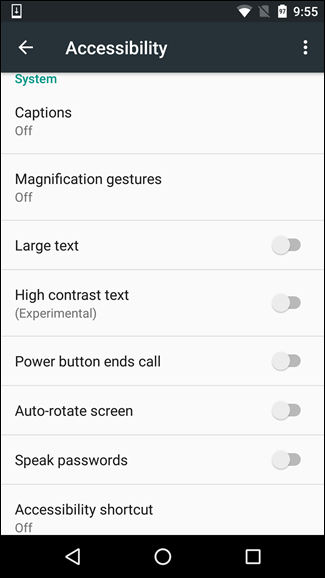 97
9:55
Accessibility
System
Captions
Off
Magnification gestures
Off
Large text
High contrast text
(Experimental)
Power button ends call
Auto-rotate screen
Speak passwords
Accessibility shortcut
Off